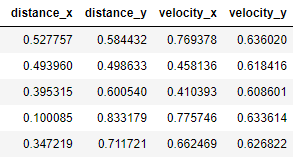 distance_x distance_y velocity_x velocity_y
0.527757 0.584432 0.769378 0.636020
0.493960 0.498633 0.458136 0.618416
0.395315 0.600540 0.410393 0.608601
0.100085 0.833179 0.775746 0.633614
0.347219 0.711721 0.662469 0.626822